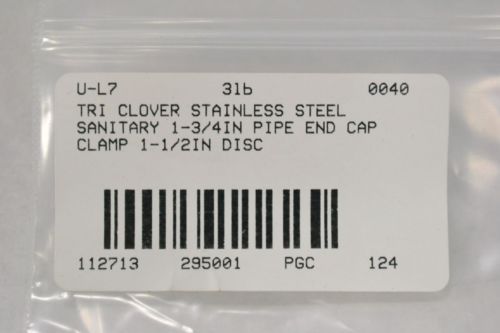 U-L7 31b 0040
TRI CLOVER STAINLESS STEEL
SANITARY 1-3/4IN PIPE END CAP
CLAMP 1-1/2IN DISC
112713 295001 PGC 124